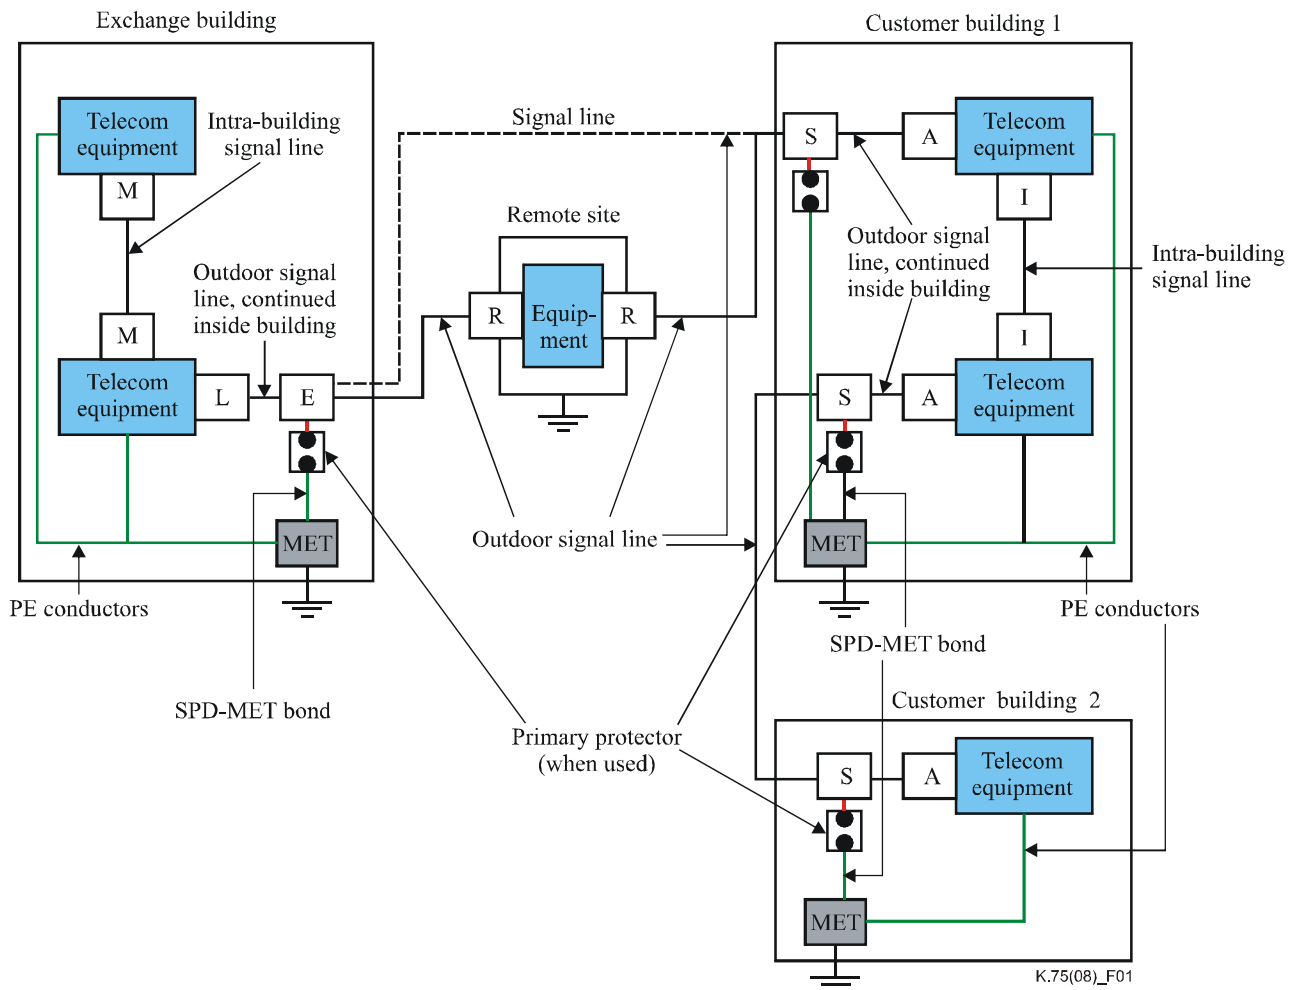 Exchange building
Customer building 1
Telecom
equipment
Intra-building
signal line
Signal line
S
A
Telecom
equipment
M
I
Remote site
Outdoor signal
line, continued
inside building
Intra-building
signal line
Outdoor signal
line, continued
inside building
R
Equip-
ment
R
M
I
Telecom
equipment
L
E
S
A
Telecom
equipment
MET
Outdoor signal line
MET
PE conductors
PE conductors
SPD-MET bond
SPD-MET bond
Customer building 2
Primary protector
(when used)
S
A
Telecom
equipment
MET
K.75(08)_F01